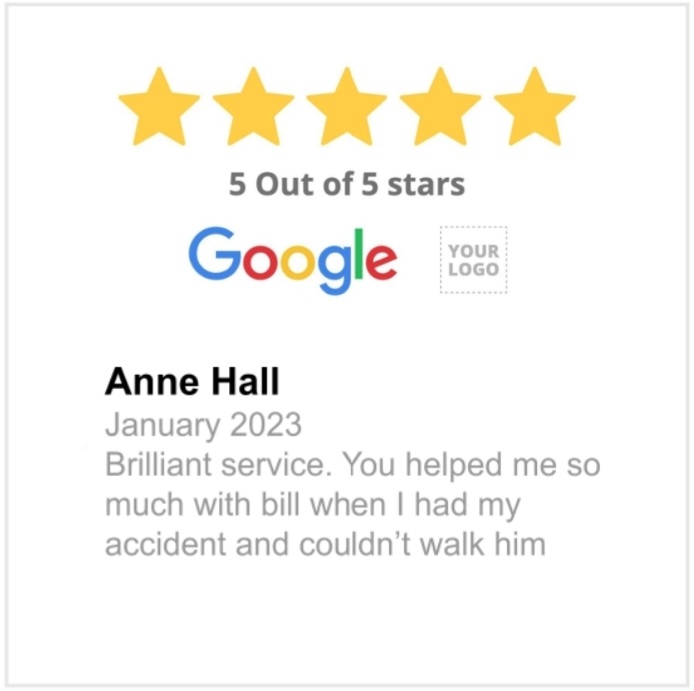 5 Out of 5 stars
Google
YOUR
LOGO
Anne Hall
January 2023
Brilliant service. You helped me so
much with bill when I had my
accident and couldn’t walk him